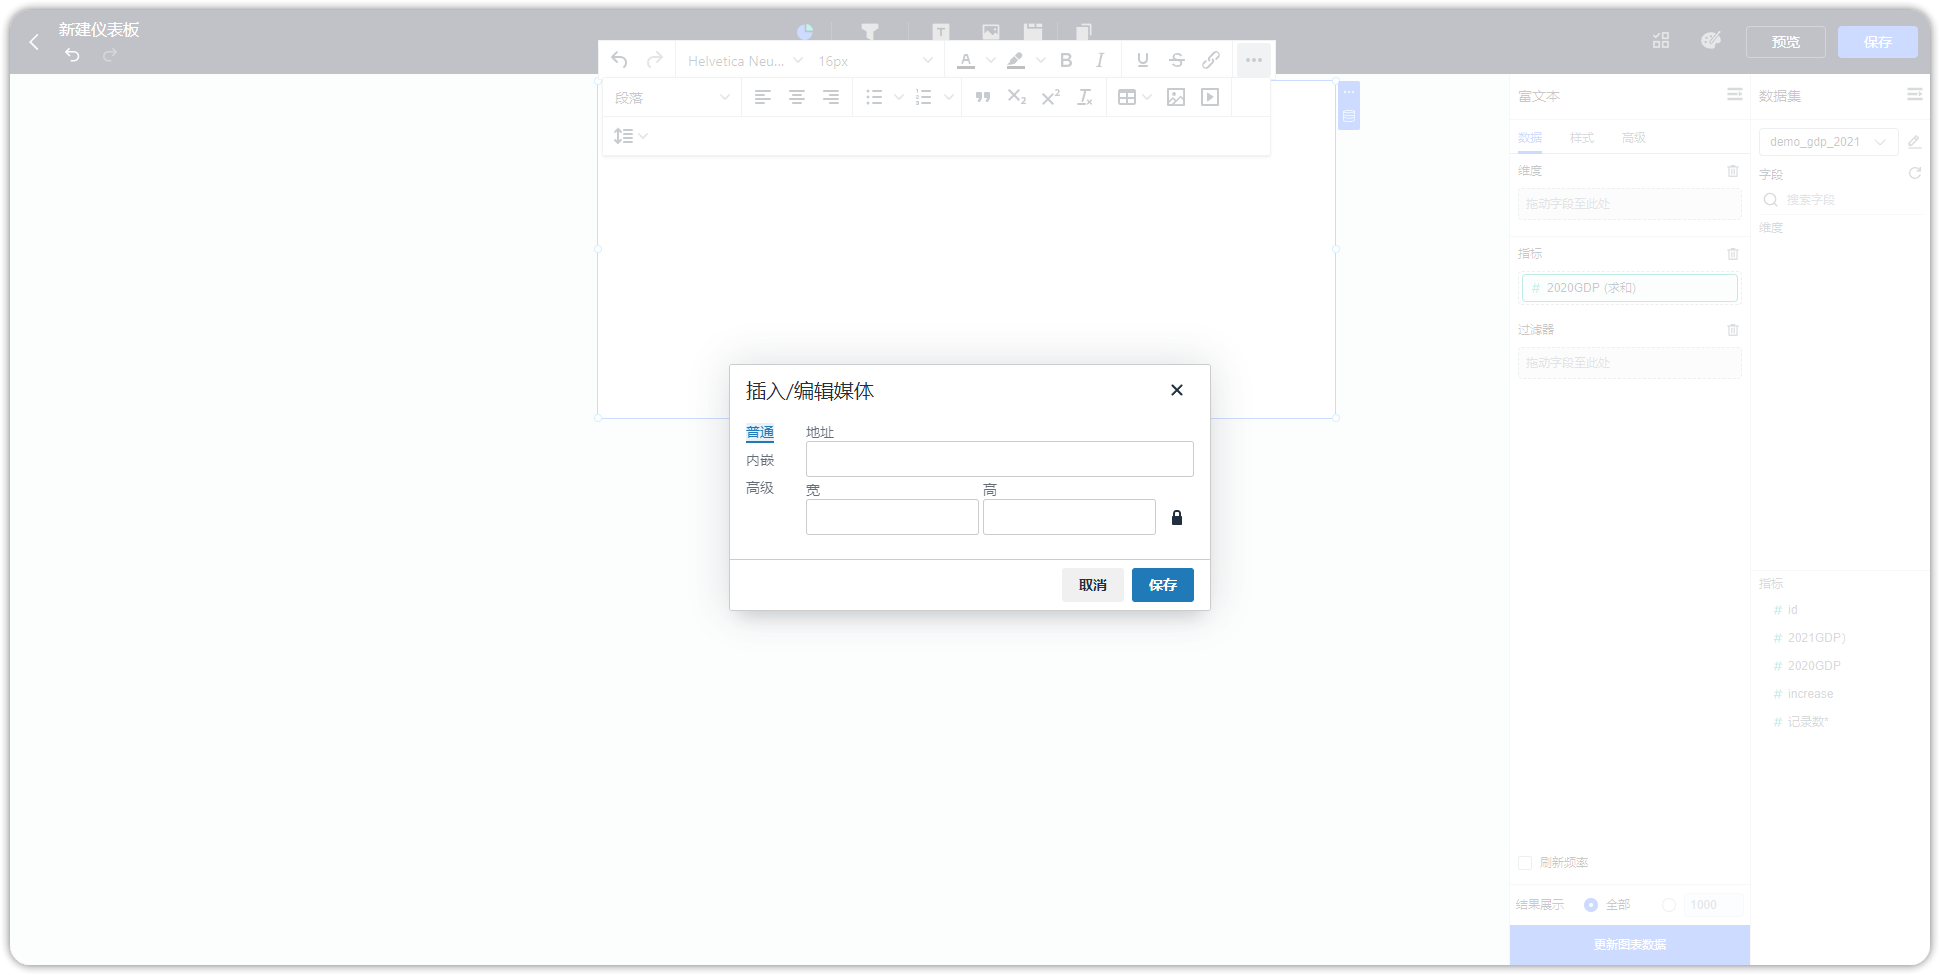 新建仪表板
预览
保存
Helvetica Neu...
16px
段落
富文本
数据
样式
高级
维度
拖动字段至此处
指标
# 2020GDP (求和)
过滤器
拖动字段至此处
刷新频率
结果展示
全部
1000
更新图表数据
数据集
demo_gdp_2021
字段
搜索字段
维度
指标
# id
# 2021GDP)
# 2020GDP
# increase
# 记录数*
插入/编辑媒体
普通
内嵌
高级
地址
宽
高
取消
保存